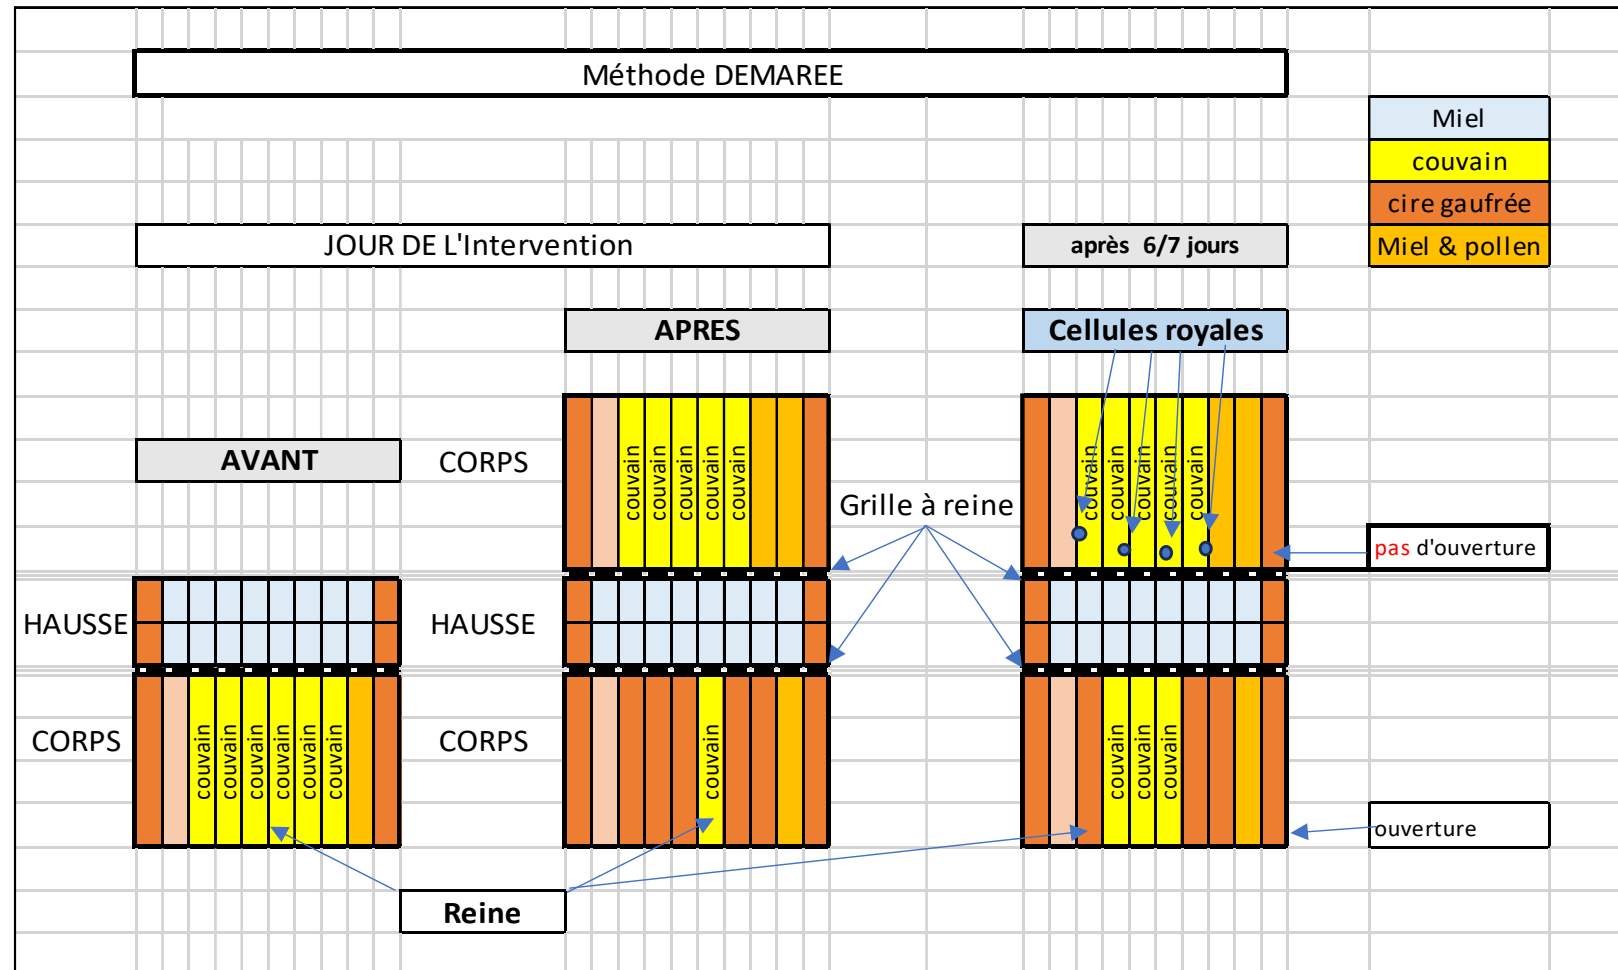 Méthode DEMAREE
Miel
couvain
cire gaufrée
Miel & pollen
JOUR DE L'Intervention
après 6/7 jours
APRES
Cellules royales
AVANT
CORPS
couvain
couvain
couvain
couvain
couvain
Grille à reine
couvain
couvain
couvain
couvain
couvain
pas d'ouverture
HAUSSE
HAUSSE
CORPS
couvain
couvain
couvain
couvain
couvain
couvain
CORPS
couvain
couvain
couvain
couvain
ouverture
Reine